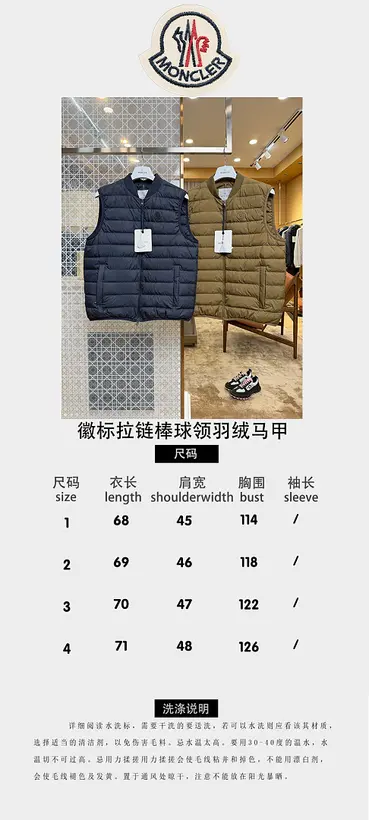 MONCLER
徽标拉链棒球领羽绒马甲
尺码
尺码 衣长 肩宽 胸围 袖长
size length shoulderwidth bust sleeve
1 68 45 114 /
2 69 46 118 /
3 70 47 122 /
4 71 48 126 /
洗涤说明
详细阅读水洗标，需要干洗的要送洗，若可以水洗则应看该其材质，
选择适当的清洁剂，以免伤害毛料。总水温太高。要用30-40度的温水，水
温切不可过高。总用力揉搓用力揉搓会使毛线粘并和掉色，不能用漂白剂，
会使毛线褪色及发黄。置于通风处晾干，注意不能放在阳光暴晒。